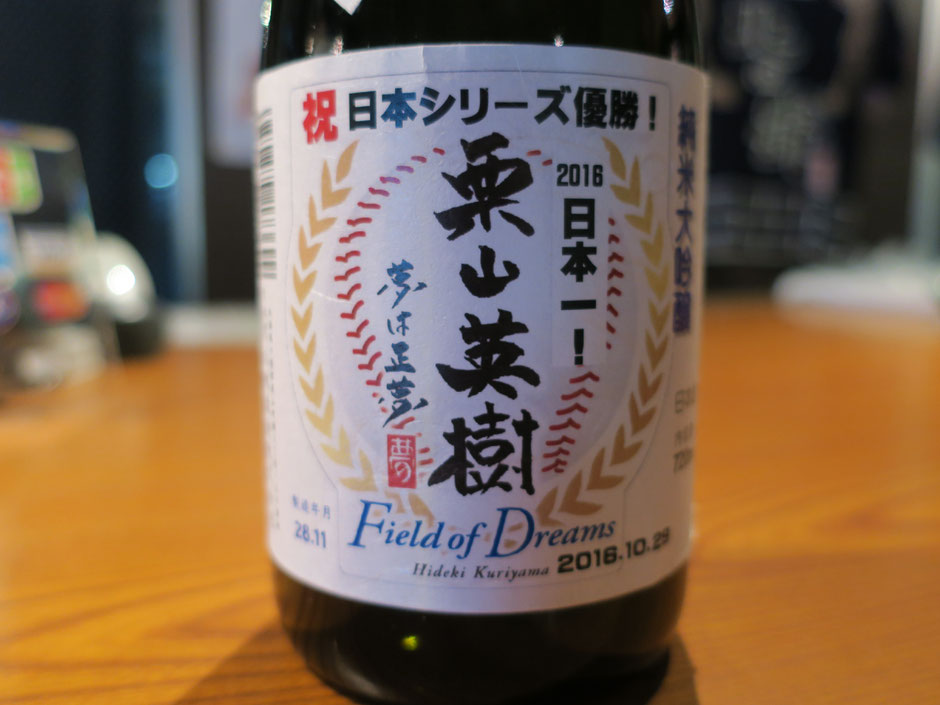 祝日本シリーズ優勝！
2016
日本一！
栗山英樹
夢は正夢
純米大吟醸
製造年月
28.11
Field of Dreams
Hideki Kuriyama
2016.10.29